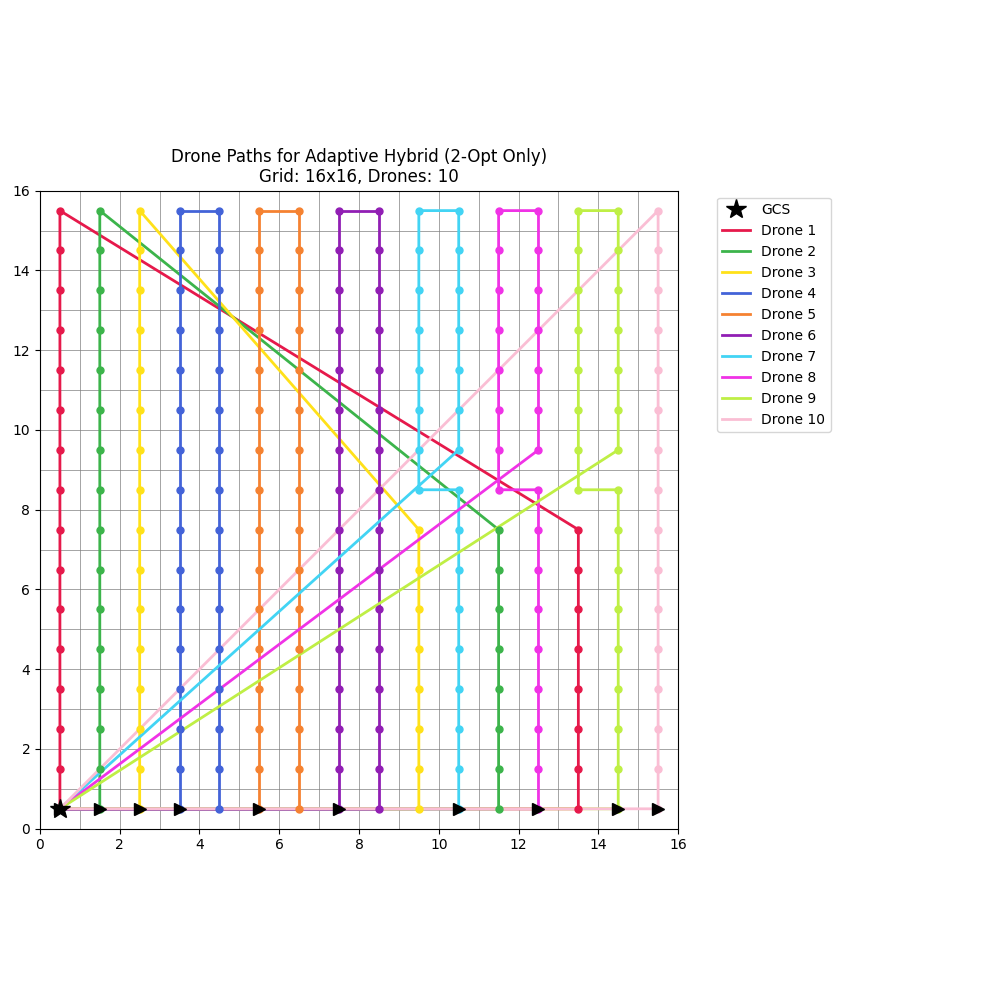 Drone Paths for Adaptive Hybrid (2-Opt Only)
Grid: 16x16, Drones: 10
16
14
12
10
8
6
4
2
0
0 2 4 6 8 10 12 14 16
GCS
Drone 1
Drone 2
Drone 3
Drone 4
Drone 5
Drone 6
Drone 7
Drone 8
Drone 9
Drone 10